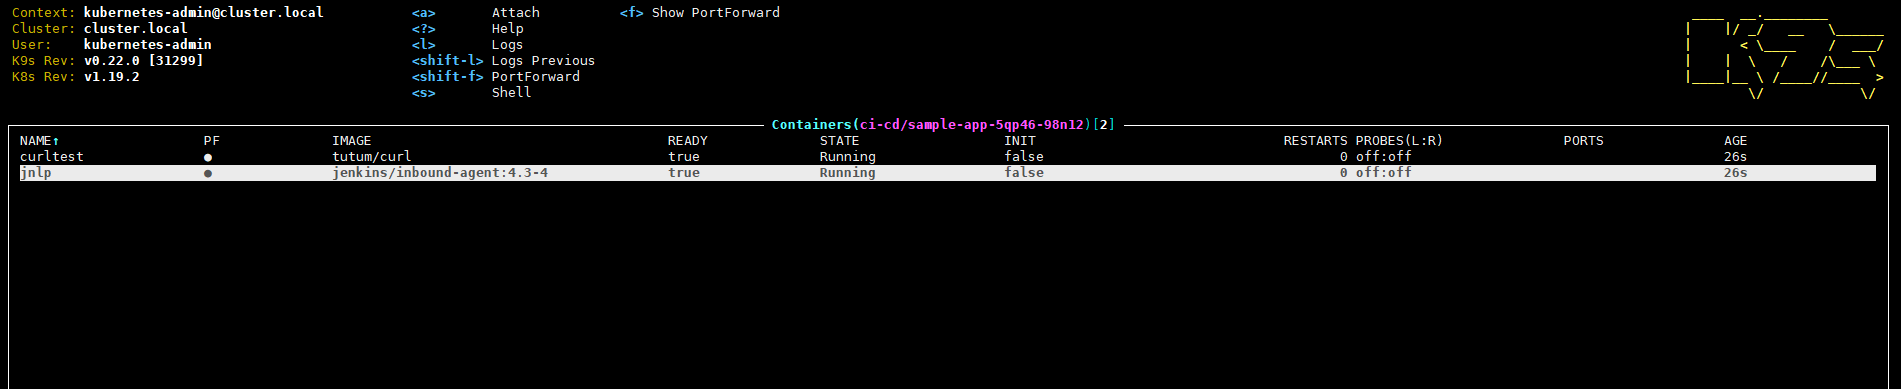 Context: kubernetes-admin@cluster.local <a> Attach <f> Show PortForward
Cluster: cluster.local <?> Help
User: kubernetes-admin <l> Logs
K9s Rev: v0.22.0 [31299] <shift-l> Logs Previous
K8s Rev: v1.19.2 <shift-f> PortForward
<s> Shell
Containers(ci-cd/sample-app-5qp46-98n12)[2]
NAME↑ PF IMAGE READY STATE INIT RESTARTS PROBES(L:R) PORTS AGE
curltest ● tutum/curl true Running false 0 off:off 26s
jnlp ● jenkins/inbound-agent:4.3-4 true Running false 0 off:off 26s